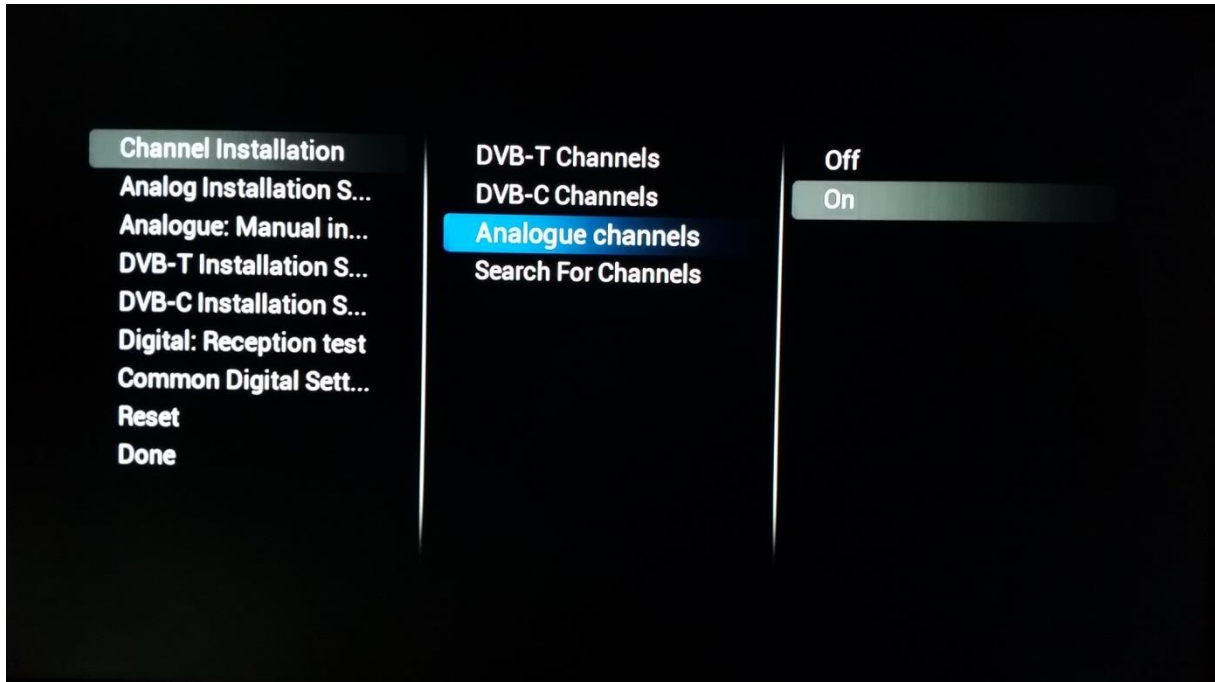 Channel Installation
Analog Installation S...
Analogue: Manual in...
DVB-T Installation S...
DVB-C Installation S...
Digital: Reception test
Common Digital Sett...
Reset
Done
DVB-T Channels
DVB-C Channels
Analogue channels
Search For Channels
Off
On